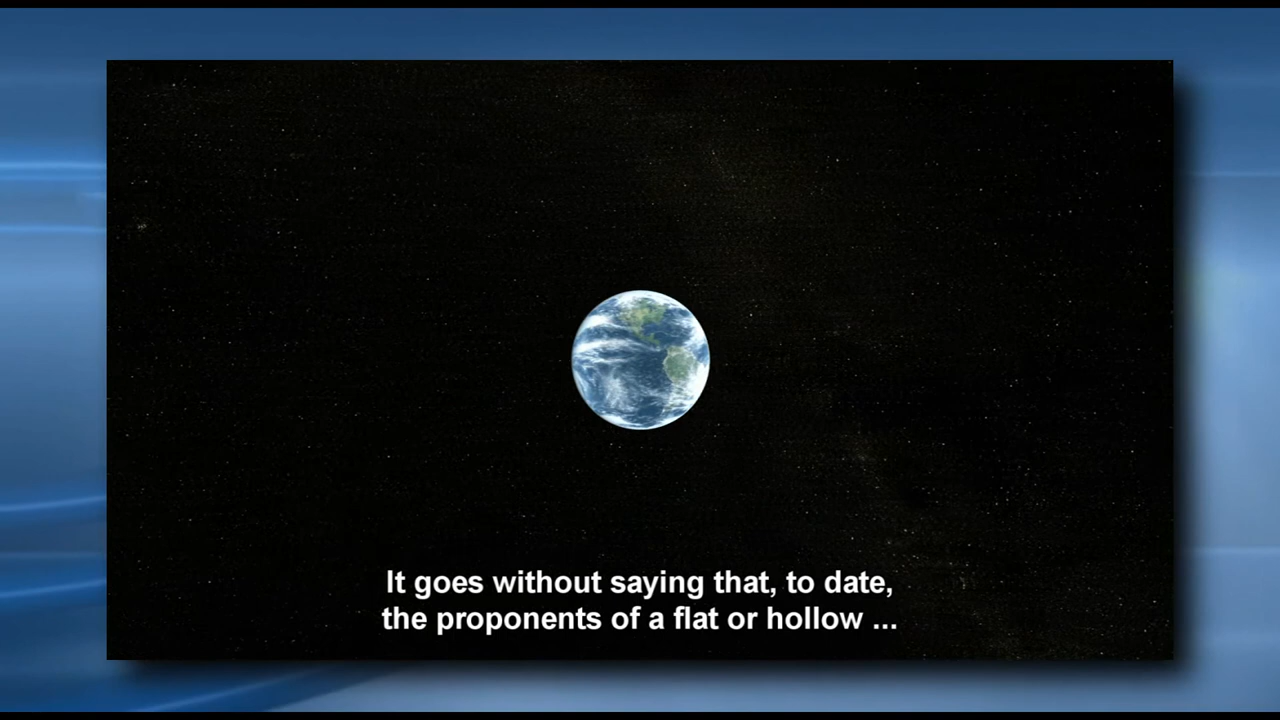 It goes without saying that, to date,
the proponents of a flat or hollow ...